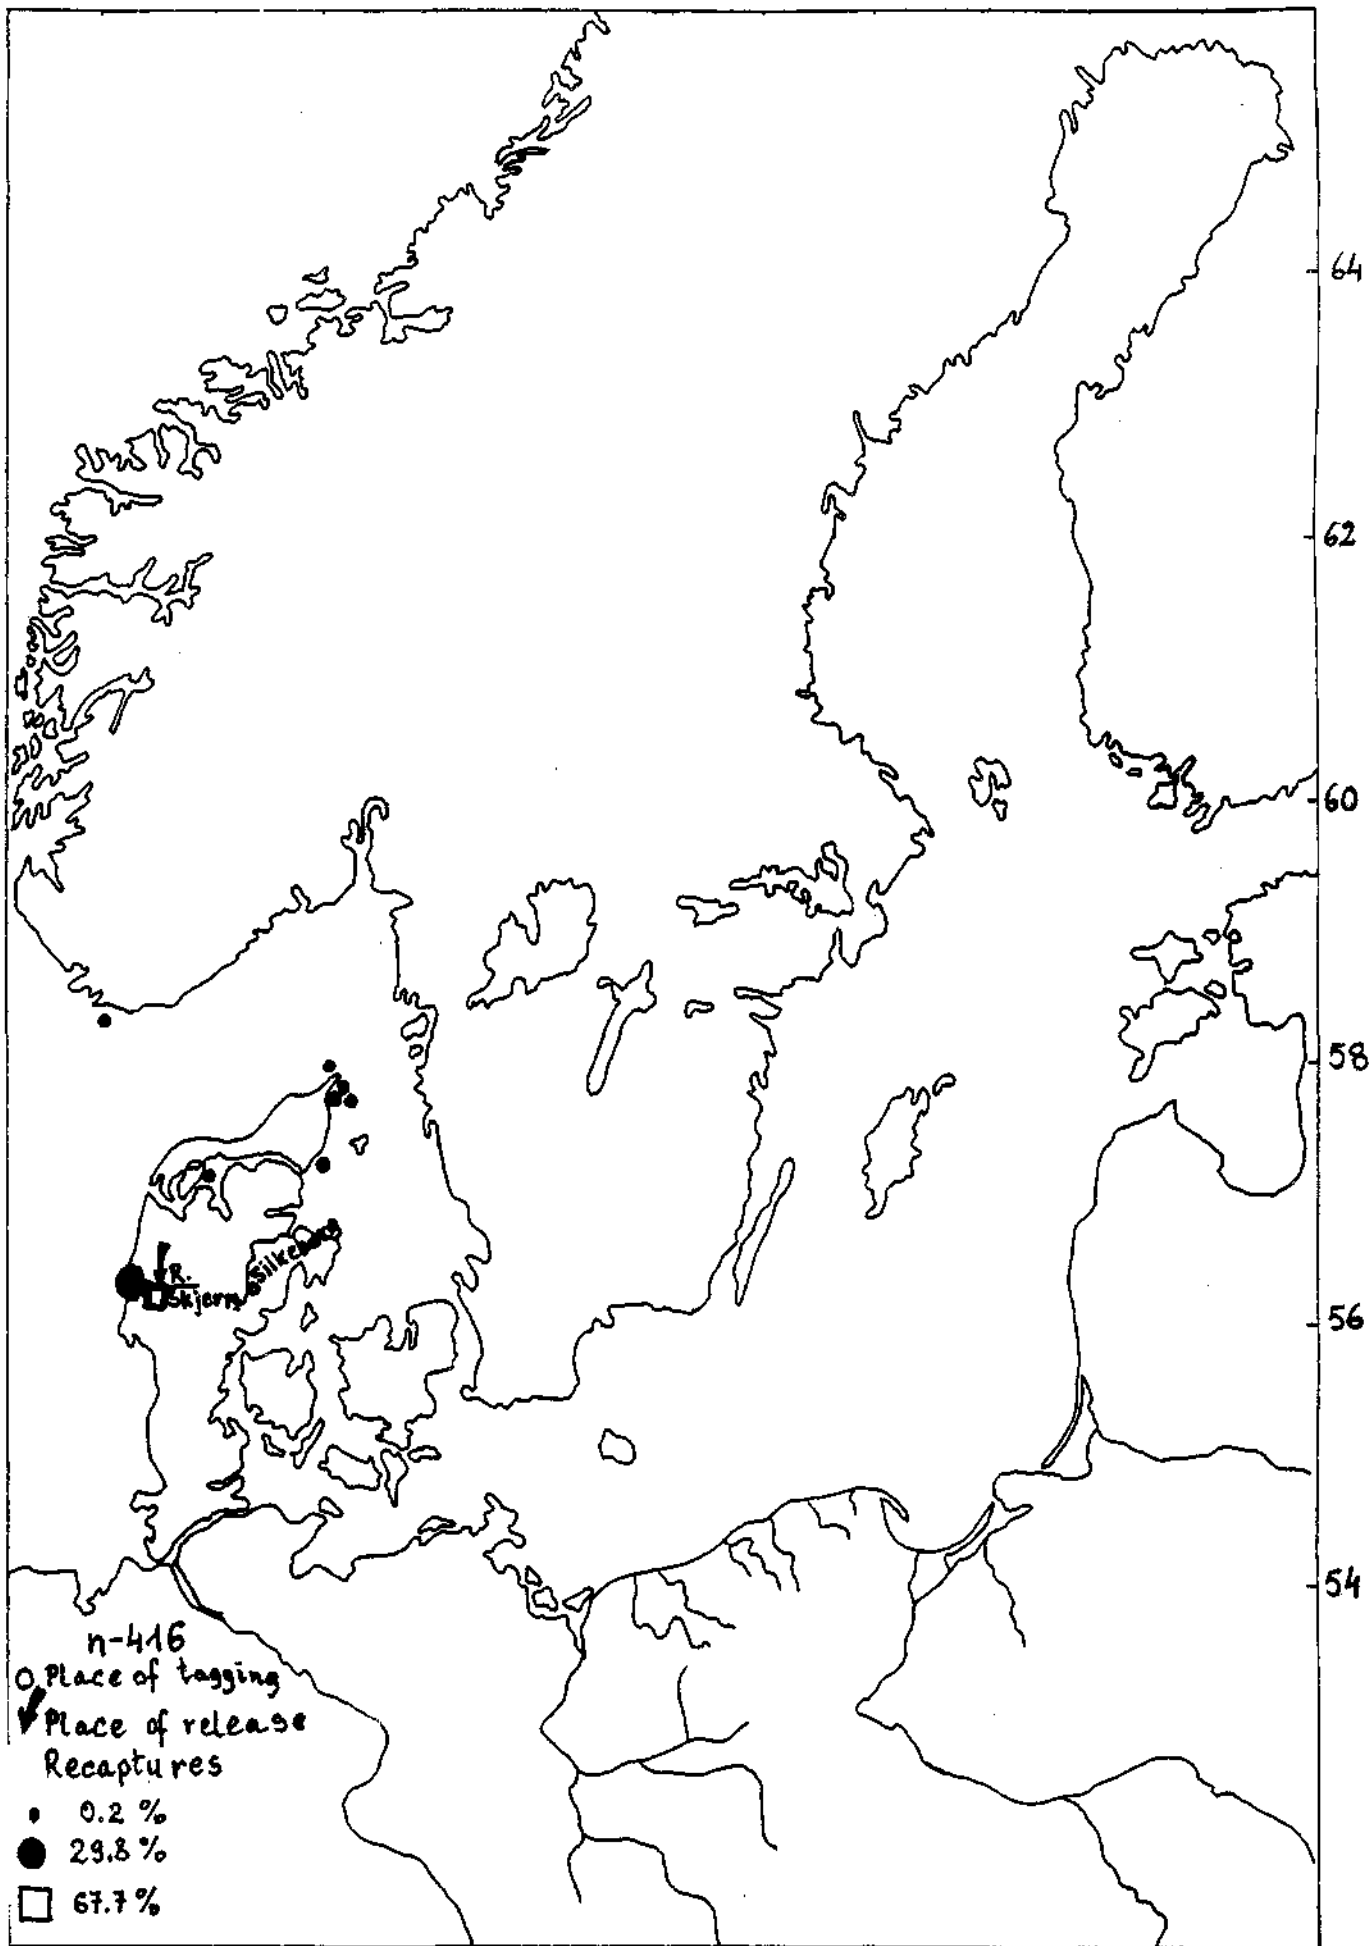 64
62
60
58
56
54
Silkeborg
R.
Skjern
n-416
Place of tagging
Place of release
Recaptures
0.2 %
29.8 %
67.7 %